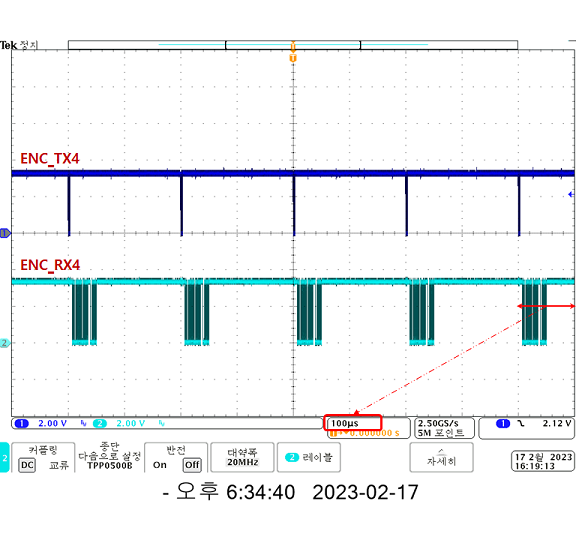 Tek 정지
T
ENC_TX4
1
ENC_RX4
2
1 2.00 V 2 2.00 V 100µs 2.50GS/s 1 2.12 V
0.000000 s 5M 포인트
커플링 종단 반전 대역폭 2 레이블 자세히 17 2월 2023
2 DC 교류 다음으로 설정 On Off 20MHz 16:19:13
TPP0500B
- 오후 6:34:40 2023-02-17